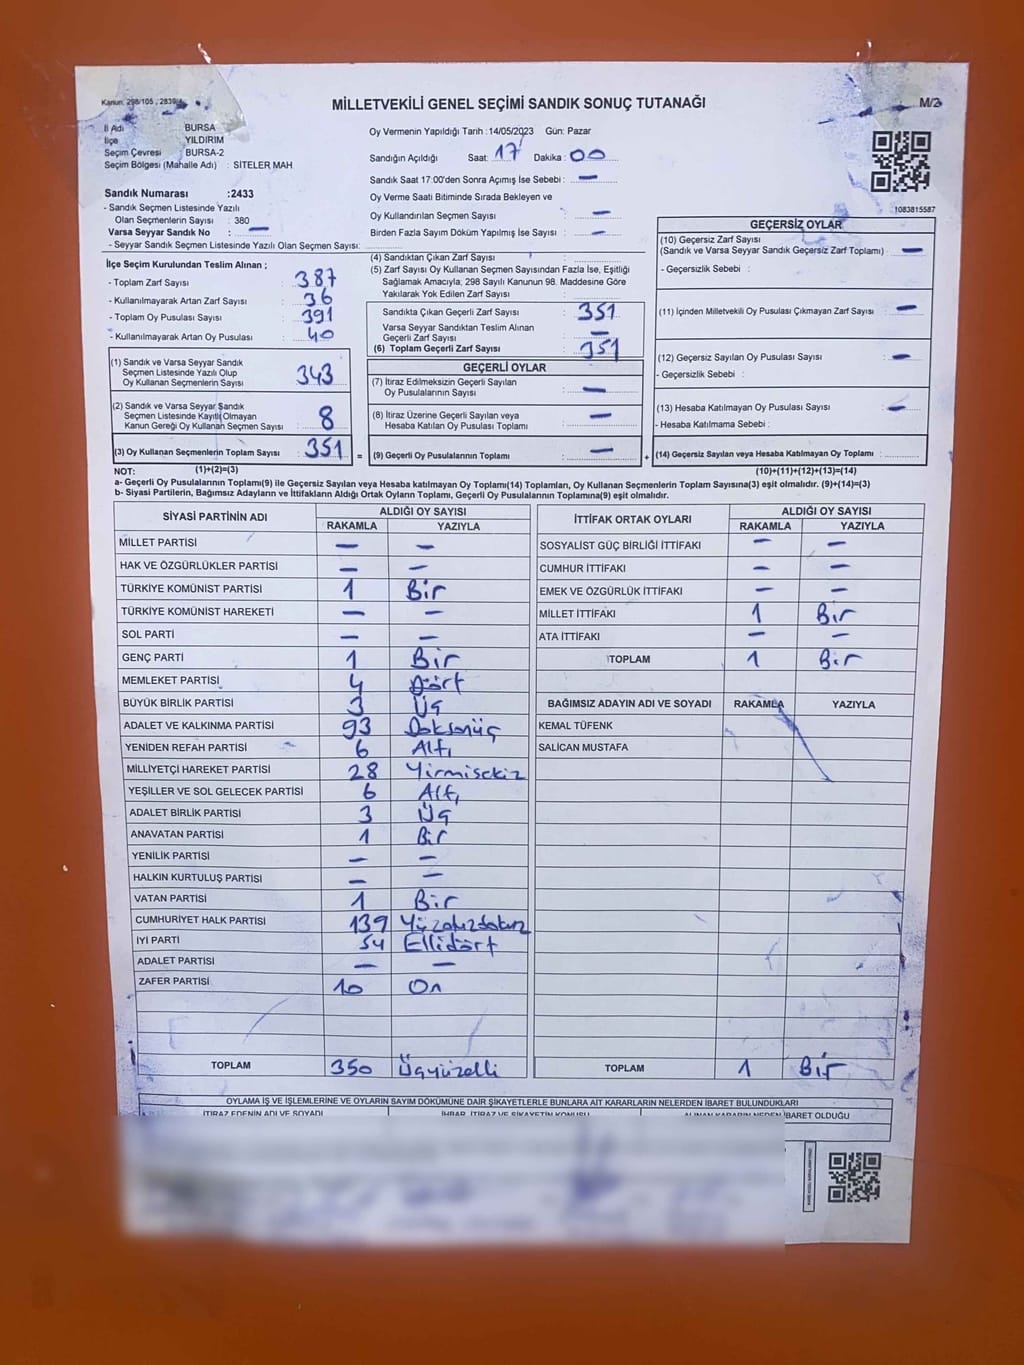 Kanun: 298/105 , 2839/
MİLLETVEKİLİ GENEL SEÇİMİ SANDIK SONUÇ TUTANAĞI
M/2
İl Adı : BURSA
İlçe : YILDIRIM
Seçim Çevresi : BURSA-2
Seçim Bölgesi (Mahalle Adı) : SİTELER MAH.
Oy Vermenin Yapıldığı Tarih : 14/05/2023 Gün: Pazar
Sandığın Açıldığı Saat: 17 Dakika: 00
Sandık Saat 17:00'den Sonra Açımış İse Sebebi : —
Oy Verme Saati Bitiminde Sırada Bekleyen ve
Oy Kullandırılan Seçmen Sayısı : —
Birden Fazla Sayım Döküm Yapılmış İse Sayısı : —
1083815587
Sandık Numarası :2433
- Sandık Seçmen Listesinde Yazılı
Olan Seçmenlerin Sayısı : 380
Varsa Seyyar Sandık No : —
- Seyyar Sandık Seçmen Listesinde Yazılı Olan Seçmen Sayısı:
İlçe Seçim Kurulundan Teslim Alınan ;
- Toplam Zarf Sayısı : 387
- Kullanılmayarak Artan Zarf Sayısı : 36
- Toplam Oy Pusulası Sayısı : 391
- Kullanılmayarak Artan Oy Pusulası : 40
(1) Sandık ve Varsa Seyyar Sandık
Seçmen Listesinde Yazılı Olup
Oy Kullanan Seçmenlerin Sayısı : 343
(2) Sandık ve Varsa Seyyar Sandık
Seçmen Listesinde Kayıtlı Olmayan
Kanun Gereği Oy Kullanan Seçmen Sayısı : 8
(3) Oy Kullanan Seçmenlerin Toplam Sayısı : 351 =
(4) Sandıktan Çıkan Zarf Sayısı :
(5) Zarf Sayısı Oy Kullanan Seçmen Sayısından Fazla İse, Eşitliği
Sağlamak Amacıyla, 298 Sayılı Kanunun 98. Maddesine Göre
Yakılarak Yok Edilen Zarf Sayısı :
Sandıkta Çıkan Geçerli Zarf Sayısı : 351
Varsa Seyyar Sandıktan Teslim Alınan
Geçerli Zarf Sayısı : —
(6) Toplam Geçerli Zarf Sayısı : 351
GEÇERLİ OYLAR
(7) İtiraz Edilmeksizin Geçerli Sayılan
Oy Pusulalarının Sayısı : —
(8) İtiraz Üzerine Geçerli Sayılan veya
Hesaba Katılan Oy Pusulası Toplamı : —
(9) Geçerli Oy Pusulalarının Toplamı : — +
GEÇERSİZ OYLAR
(10) Geçersiz Zarf Sayısı
(Sandık ve Varsa Seyyar Sandık Geçersiz Zarf Toplamı) : —
- Geçersizlik Sebebi :
(11) İçinden Milletvekili Oy Pusulası Çıkmayan Zarf Sayısı : —
(12) Geçersiz Sayılan Oy Pusulası Sayısı : —
- Geçersizlik Sebebi :
(13) Hesaba Katılmayan Oy Pusulası Sayısı : —
- Hesaba Katılmama Sebebi :
(14) Geçersiz Sayılan veya Hesaba Katılmayan Oy Toplamı :
NOT: (1)+(2)=(3) (10)+(11)+(12)+(13)=(14)
a- Geçerli Oy Pusulalarının Toplamı(9) ile Geçersiz Sayılan veya Hesaba Katılmayan Oy Toplamı(14) Toplamları, Oy Kullanan Seçmenlerin Toplam Sayısına(3) eşit olmalıdır. (9)+(14)=(3)
b- Siyasi Partilerin, Bağımsız Adayların ve İttifakların Aldığı Ortak Oyların Toplamı, Geçerli Oy Pusulalarının Toplamına(9) eşit olmalıdır.
SİYASİ PARTİNİN ADI ALDIĞI OY SAYISI
RAKAMLA YAZIYLA
MİLLET PARTİSİ — —
HAK VE ÖZGÜRLÜKLER PARTİSİ — —
TÜRKİYE KOMÜNİST PARTİSİ 1 Bir
TÜRKİYE KOMÜNİST HAREKETİ — —
SOL PARTİ — —
GENÇ PARTİ 1 Bir
MEMLEKET PARTİSİ 4 Dört
BÜYÜK BİRLİK PARTİSİ 3 Üç
ADALET VE KALKINMA PARTİSİ 93 Doksanüç
YENİDEN REFAH PARTİSİ 6 Altı
MİLLİYETÇİ HAREKET PARTİSİ 28 Yirmisekiz
YEŞİLLER VE SOL GELECEK PARTİSİ 6 Altı
ADALET BİRLİK PARTİSİ 3 Üç
ANAVATAN PARTİSİ 1 Bir
YENİLİK PARTİSİ — —
HALKIN KURTULUŞ PARTİSİ — —
VATAN PARTİSİ 1 Bir
CUMHURİYET HALK PARTİSİ 139
İYİ PARTİ 54 Ellidört
ADALET PARTİSİ — —
ZAFER PARTİSİ 10 On
TOPLAM 350 Üçyüzelli
İTTİFAK ORTAK OYLARI ALDIĞI OY SAYISI
RAKAMLA YAZIYLA
SOSYALİST GÜÇ BİRLİĞİ İTTİFAKI — —
CUMHUR İTTİFAKI — —
EMEK VE ÖZGÜRLÜK İTTİFAKI — —
MİLLET İTTİFAKI 1 Bir
ATA İTTİFAKI — —
TOPLAM 1 Bir
BAĞIMSIZ ADAYIN ADI VE SOYADI RAKAMLA YAZIYLA
KEMAL TÜFENK
SALİCAN MUSTAFA
TOPLAM 1 Bir
OYLAMA İŞ VE İŞLEMLERİNE VE OYLARIN SAYIM DÖKÜMÜNE DAİR ŞİKAYETLERLE BUNLARA AİT KARARLARIN NELERDEN İBARET BULUNDUKLARI
İTİRAZ EDENİN ADI VE SOYADI İHBAR, İTİRAZ VE ŞİKAYETİN KONUSU ALINAN KARARIN NEDEN İBARET OLDUĞU